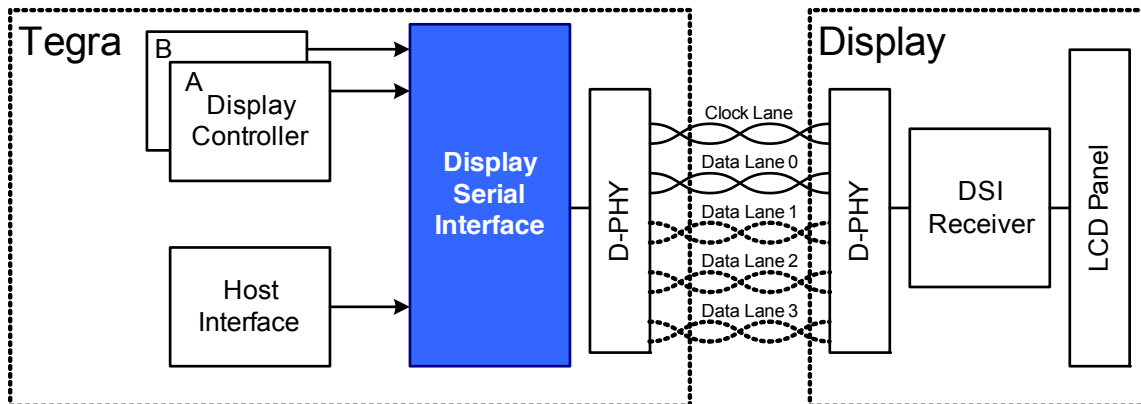 Tegra
B
A
Display
Controller
Host
Interface
Display
Serial
Interface
D-PHY
Clock Lane
Data Lane 0
Data Lane 1
Data Lane 2
Data Lane 3
Display
D-PHY
DSI
Receiver
LCD Panel